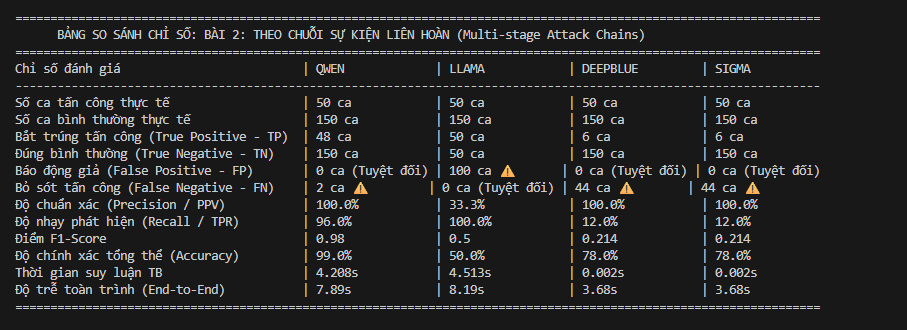 ====================================================================================================
BẢNG SO SÁNH CHỈ SỐ: BÀI 2: THEO CHUỖI SỰ KIỆN LIÊN HOÀN (Multi-stage Attack Chains)
====================================================================================================
Chỉ số đánh giá | QWEN | LLAMA | DEEPBLUE | SIGMA
----------------------------------------------------------------------------------------------------
Số ca tấn công thực tế | 50 ca | 50 ca | 50 ca | 50 ca
Số ca bình thường thực tế | 150 ca | 150 ca | 150 ca | 150 ca
Bắt trúng tấn công (True Positive - TP) | 48 ca | 50 ca | 6 ca | 6 ca
Đúng bình thường (True Negative - TN) | 150 ca | 50 ca | 150 ca | 150 ca
Báo động giả (False Positive - FP) | 0 ca (Tuyệt đối) | 100 ca ⚠️ | 0 ca (Tuyệt đối) | 0 ca (Tuyệt đối)
Bỏ sót tấn công (False Negative - FN) | 2 ca ⚠️ | 0 ca (Tuyệt đối) | 44 ca ⚠️ | 44 ca ⚠️
Độ chuẩn xác (Precision / PPV) | 100.0% | 33.3% | 100.0% | 100.0%
Độ nhạy phát hiện (Recall / TPR) | 96.0% | 100.0% | 12.0% | 12.0%
Điểm F1-Score | 0.98 | 0.5 | 0.214 | 0.214
Độ chính xác tổng thể (Accuracy) | 99.0% | 50.0% | 78.0% | 78.0%
Thời gian suy luận TB | 4.208s | 4.513s | 0.002s | 0.002s
Độ trễ toàn trình (End-to-End) | 7.89s | 8.19s | 3.68s | 3.68s
====================================================================================================